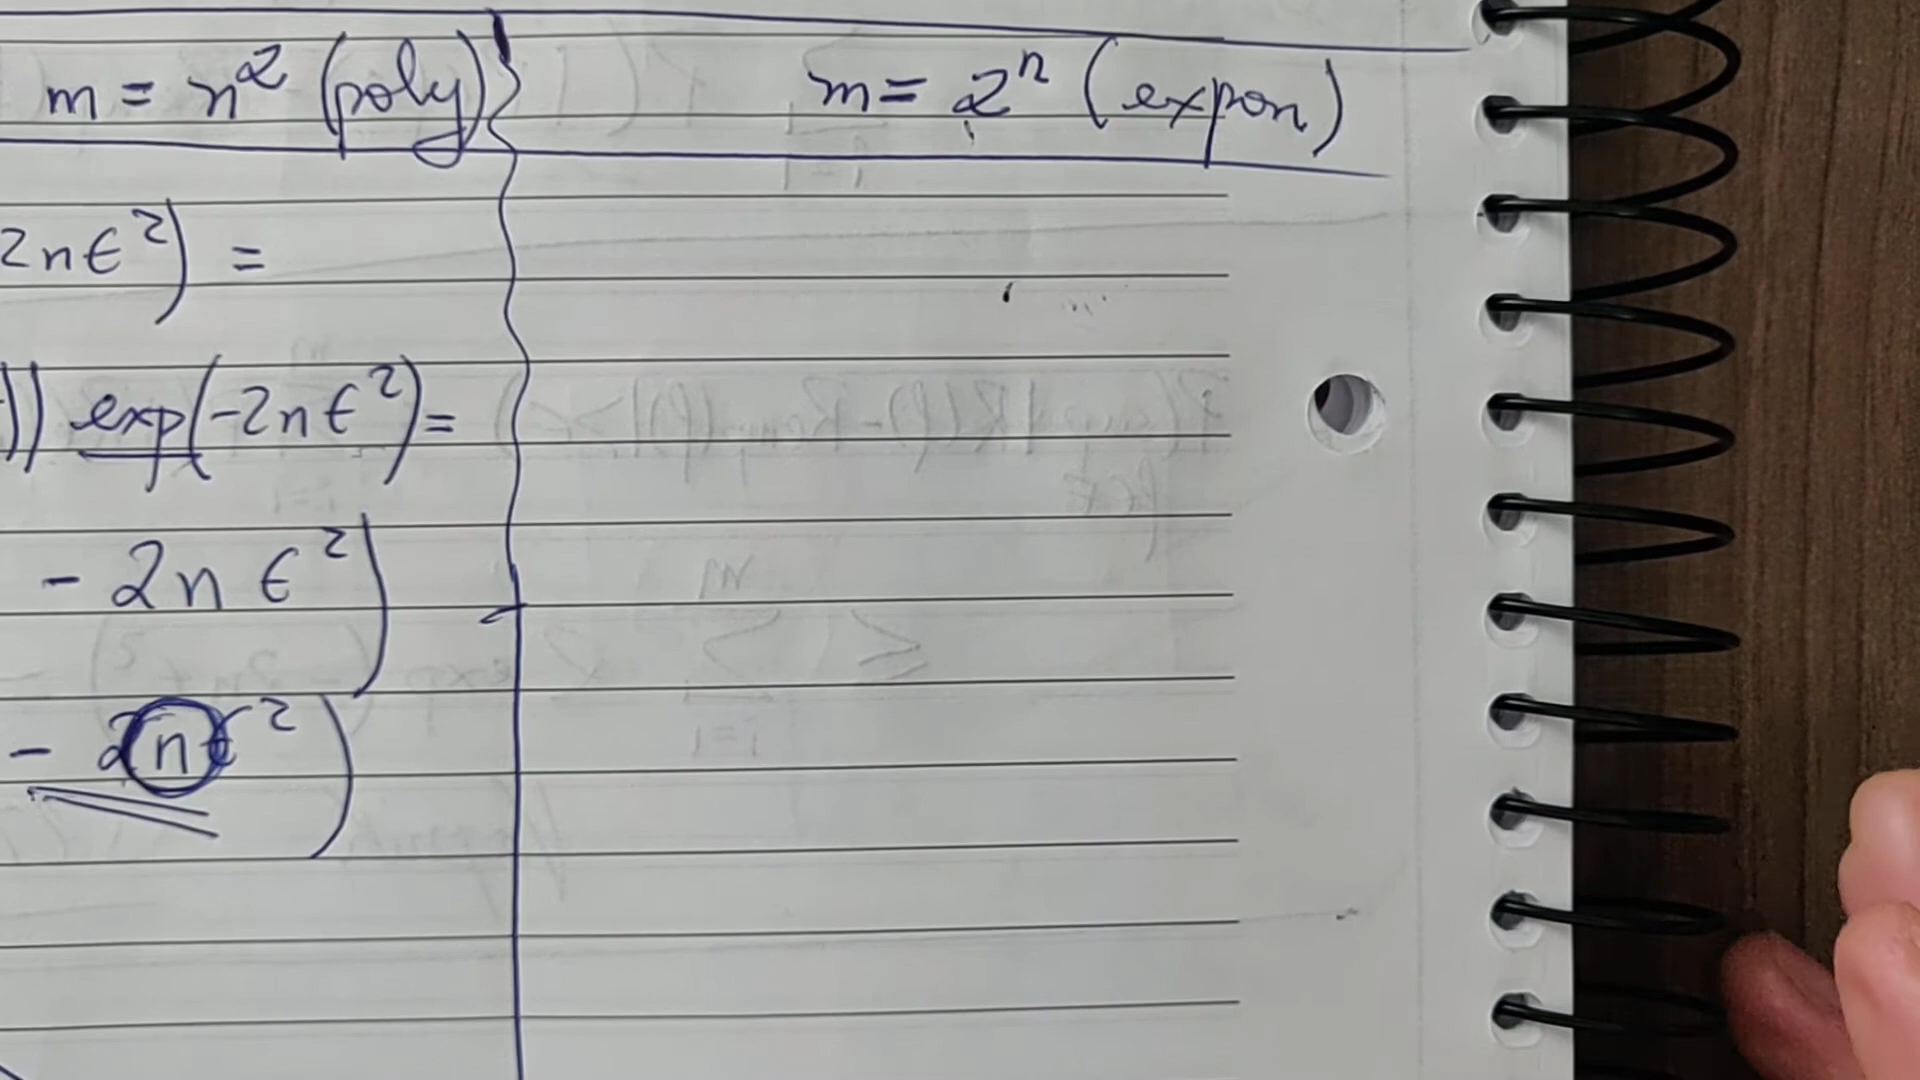 m = n² (poly) m = 2ⁿ (expon)
2nϵ²) =
)) exp(-2nϵ²) =
- 2nϵ²)
- 2nϵ²)